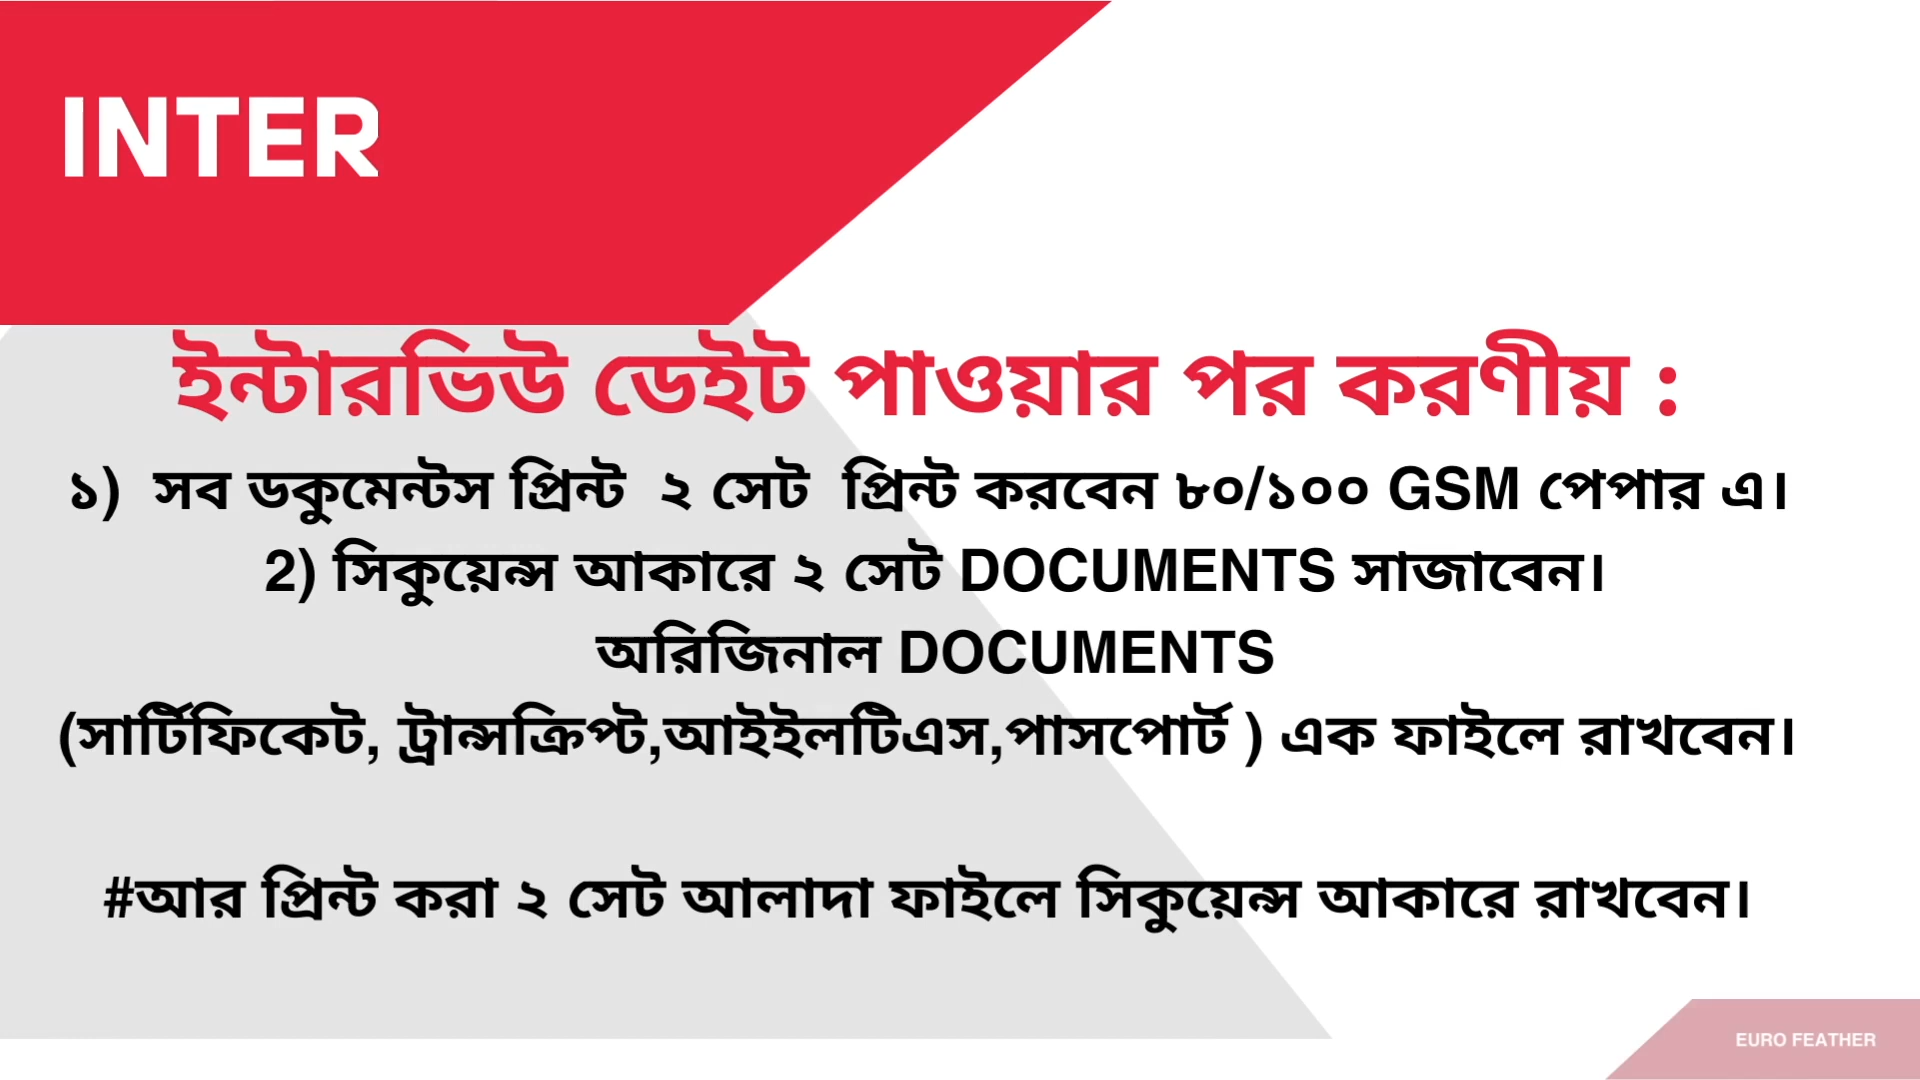 INTER
ইন্টারভিউ ডেইট পাওয়ার পর করণীয় :
১) সব ডকুমেন্টস প্রিন্ট ২ সেট প্রিন্ট করবেন ৮০/১০০ GSM পেপার এ।
2) সিকুয়েন্স আকারে ২ সেট DOCUMENTS সাজাবেন।
অরিজিনাল DOCUMENTS
(সার্টিফিকেট, ট্রান্সক্রিপ্ট,আইইলটিএস,পাসপোর্ট ) এক ফাইলে রাখবেন।
#আর প্রিন্ট করা ২ সেট আলাদা ফাইলে সিকুয়েন্স আকারে রাখবেন।
EURO FEATHER